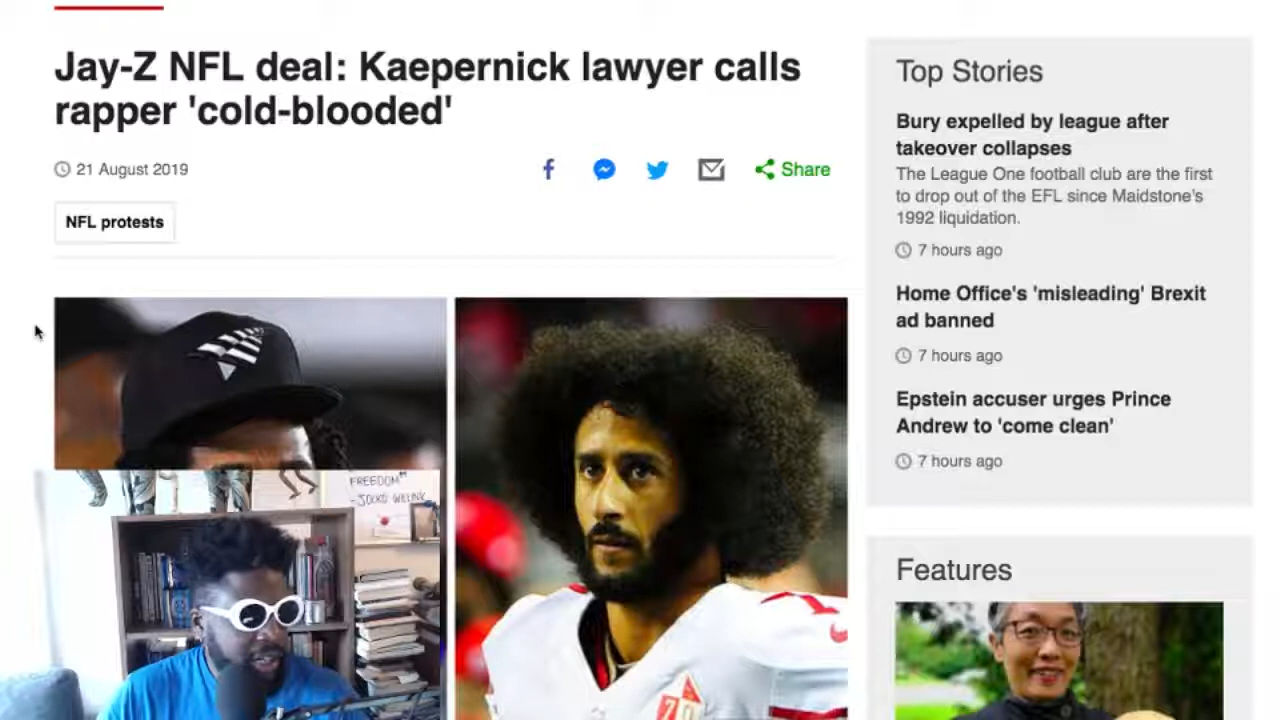 Jay-Z NFL deal: Kaepernick lawyer calls
rapper 'cold-blooded'
21 August 2019
Share
NFL protests
Top Stories
Bury expelled by league after
takeover collapses
The League One football club are the first
to drop out of the EFL since Maidstone's
1992 liquidation.
7 hours ago
Home Office's 'misleading' Brexit
ad banned
7 hours ago
Epstein accuser urges Prince
Andrew to 'come clean'
7 hours ago
Features
FREEDOM"
-JOCKO WILLINK
70